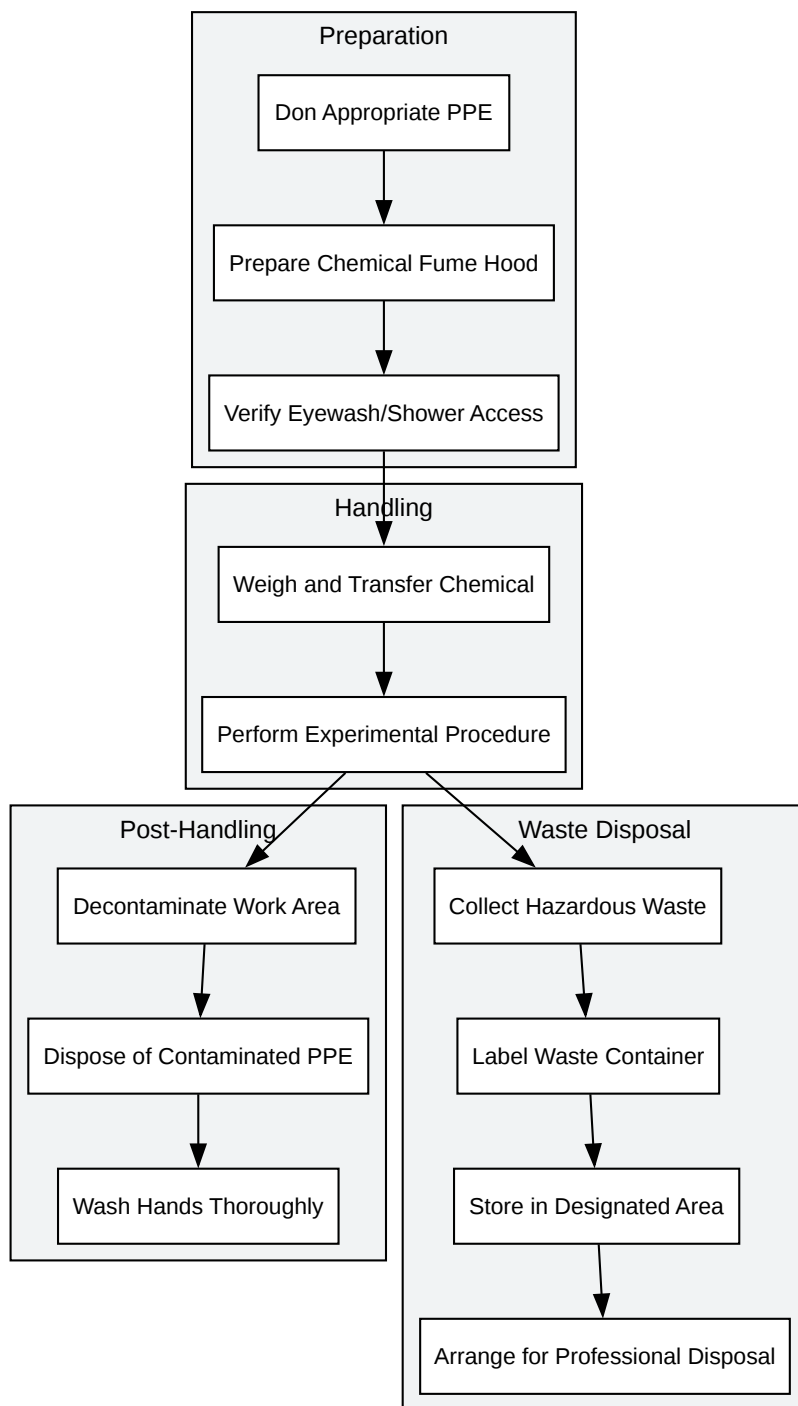 Preparation
Don Appropriate PPE
Prepare Chemical Fume Hood
Verify Eyewash/Shower Access
Handling
Weigh and Transfer Chemical
Perform Experimental Procedure
Post-Handling
Decontaminate Work Area
Dispose of Contaminated PPE
Wash Hands Thoroughly
Waste Disposal
Collect Hazardous Waste
Label Waste Container
Store in Designated Area
Arrange for Professional Disposal